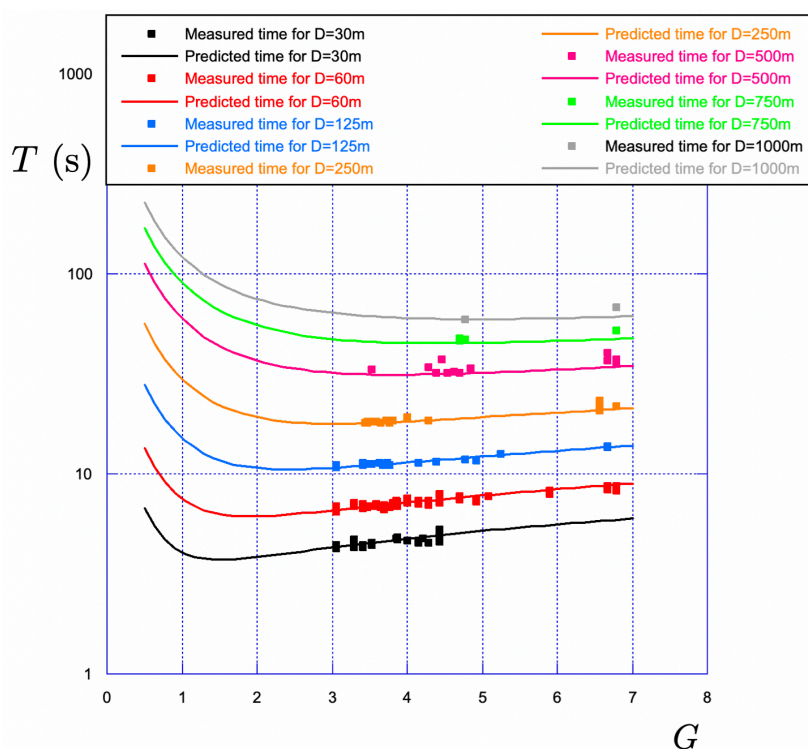 Measured time for D=30m
Predicted time for D=30m
Measured time for D=60m
Predicted time for D=60m
Measured time for D=125m
Predicted time for D=125m
Measured time for D=250m
Predicted time for D=250m
Measured time for D=500m
Predicted time for D=500m
Measured time for D=750m
Predicted time for D=750m
Measured time for D=1000m
Predicted time for D=1000m
1000
T (s)
100
10
1
0 1 2 3 4 5 6 7 8
G